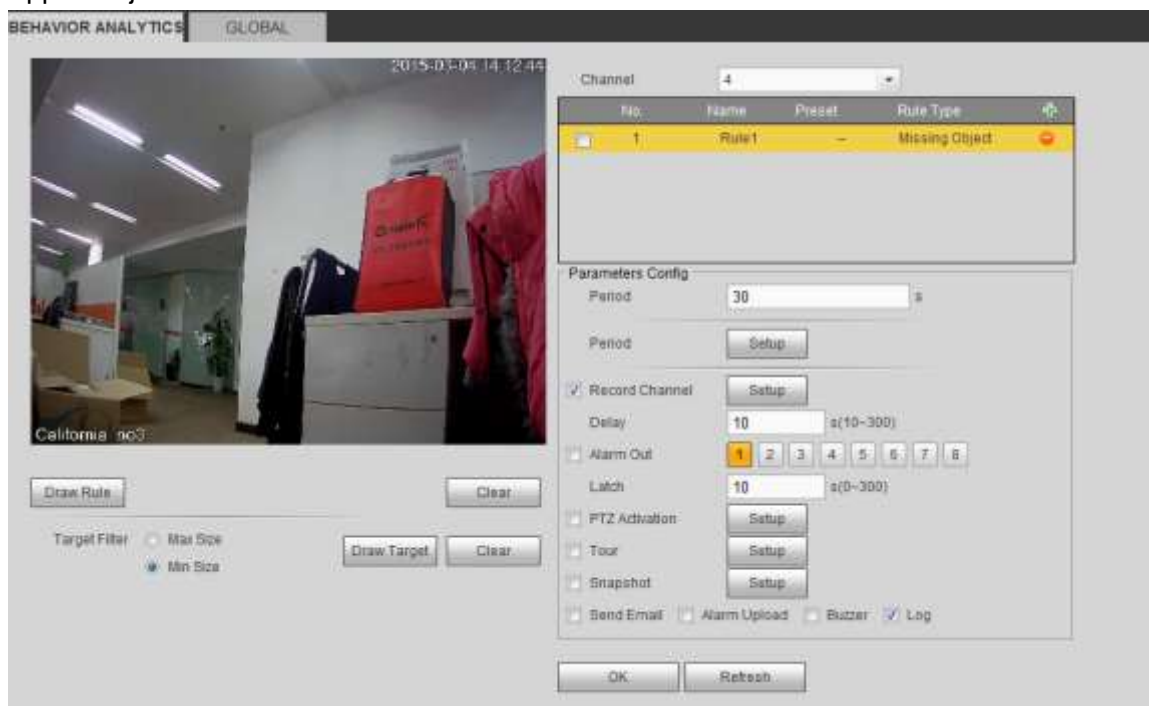 BEHAVIOR ANALYTICS GLOBAL
2015-03-04 14:12:44
California no3
Draw Rule Clear
Target Filter Max Size
Min Size
Draw Target Clear
Channel 4
No. Name Preset Rule Type
1 Rule1 -- Missing Object
Parameters Config
Period 30 s
Period Setup
Record Channel Setup
Delay 10 s(10~300)
Alarm Out 1 2 3 4 5 6 7 8
Latch 10 s(0~300)
PTZ Activation Setup
Tour Setup
Snapshot Setup
Send Email Alarm Upload Buzzer Log
OK Refresh